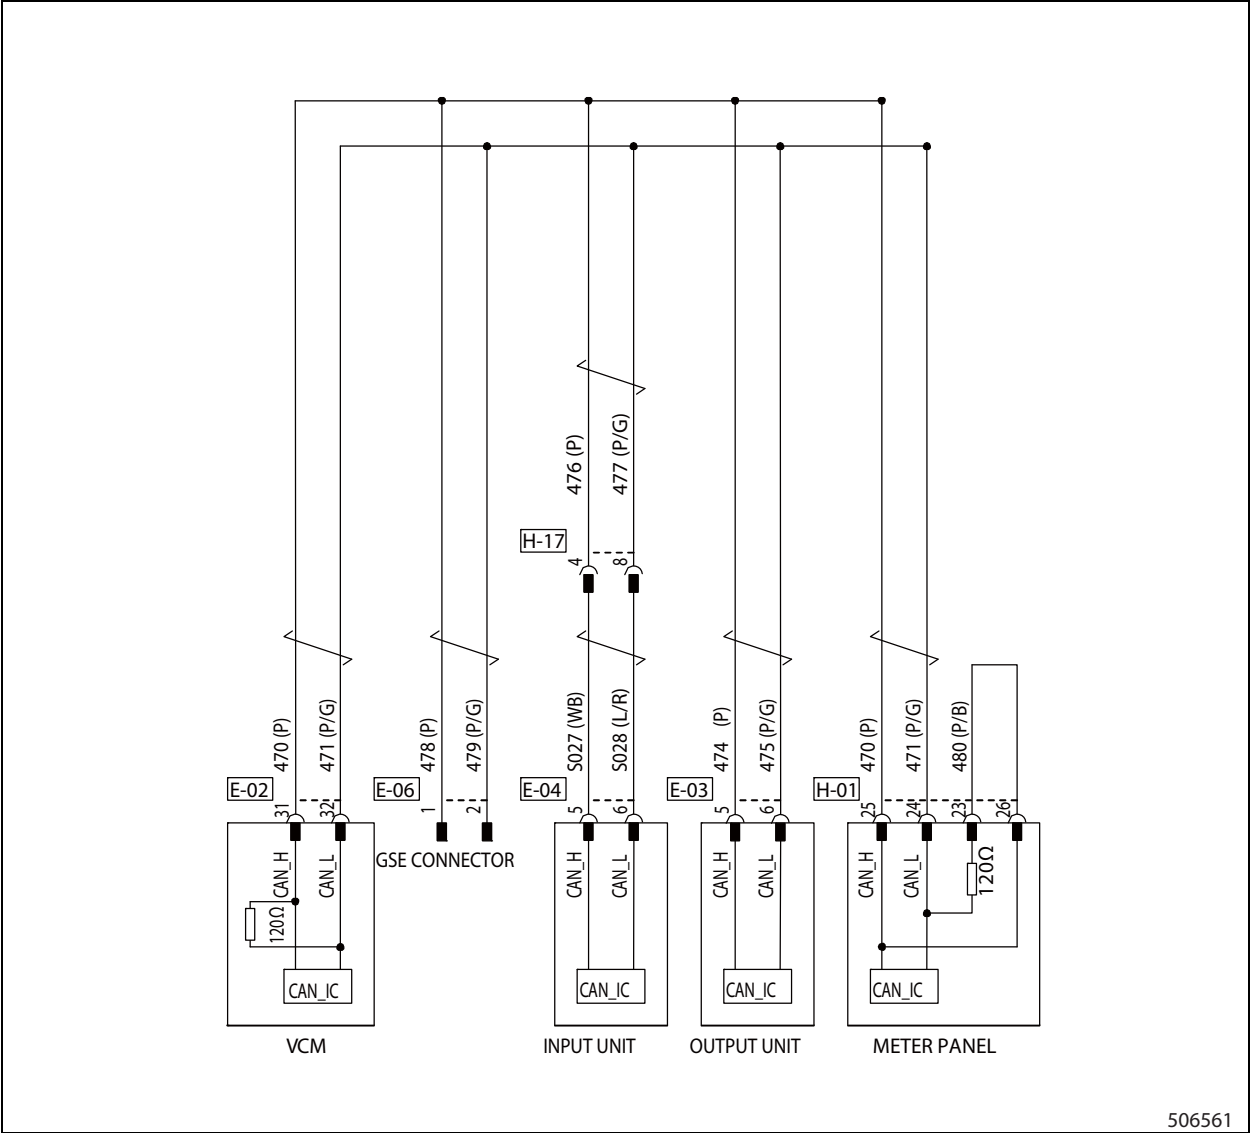 476 (P)
477 (P/G)
H-17
4
8
470 (P)
471 (P/G)
478 (P)
479 (P/G)
S027 (WB)
S028 (L/R)
474 (P)
475 (P/G)
470 (P)
471 (P/G)
480 (P/B)
E-02
31
32
E-06
1
2
E-04
5
6
E-03
5
6
H-01
25
24
23
26
GSE CONNECTOR
CAN_H
CAN_L
120Ω
CAN_IC
CAN_H
CAN_L
CAN_IC
CAN_H
CAN_L
CAN_IC
CAN_H
CAN_L
120Ω
CAN_IC
VCM
INPUT UNIT
OUTPUT UNIT
METER PANEL
506561